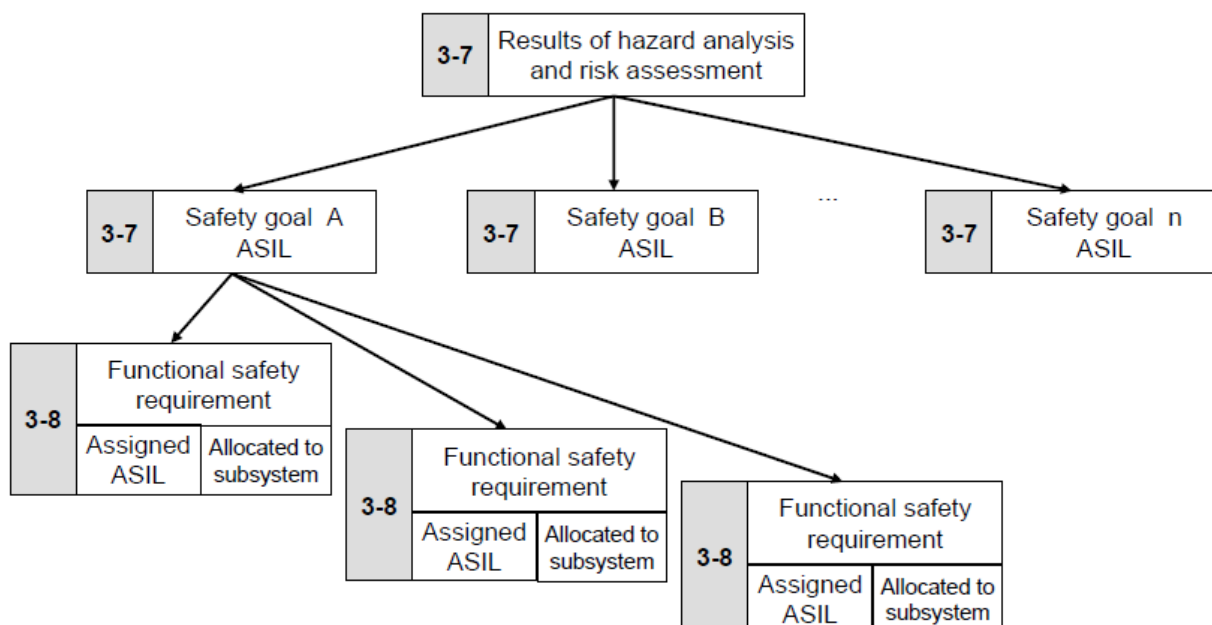 3-7
Results of hazard analysis
and risk assessment
3-7
Safety goal A
ASIL
3-7
Safety goal B
ASIL
...
3-7
Safety goal n
ASIL
3-8
Functional safety
requirement
Assigned
ASIL
Allocated to
subsystem
3-8
Functional safety
requirement
Assigned
ASIL
Allocated to
subsystem
3-8
Functional safety
requirement
Assigned
ASIL
Allocated to
subsystem